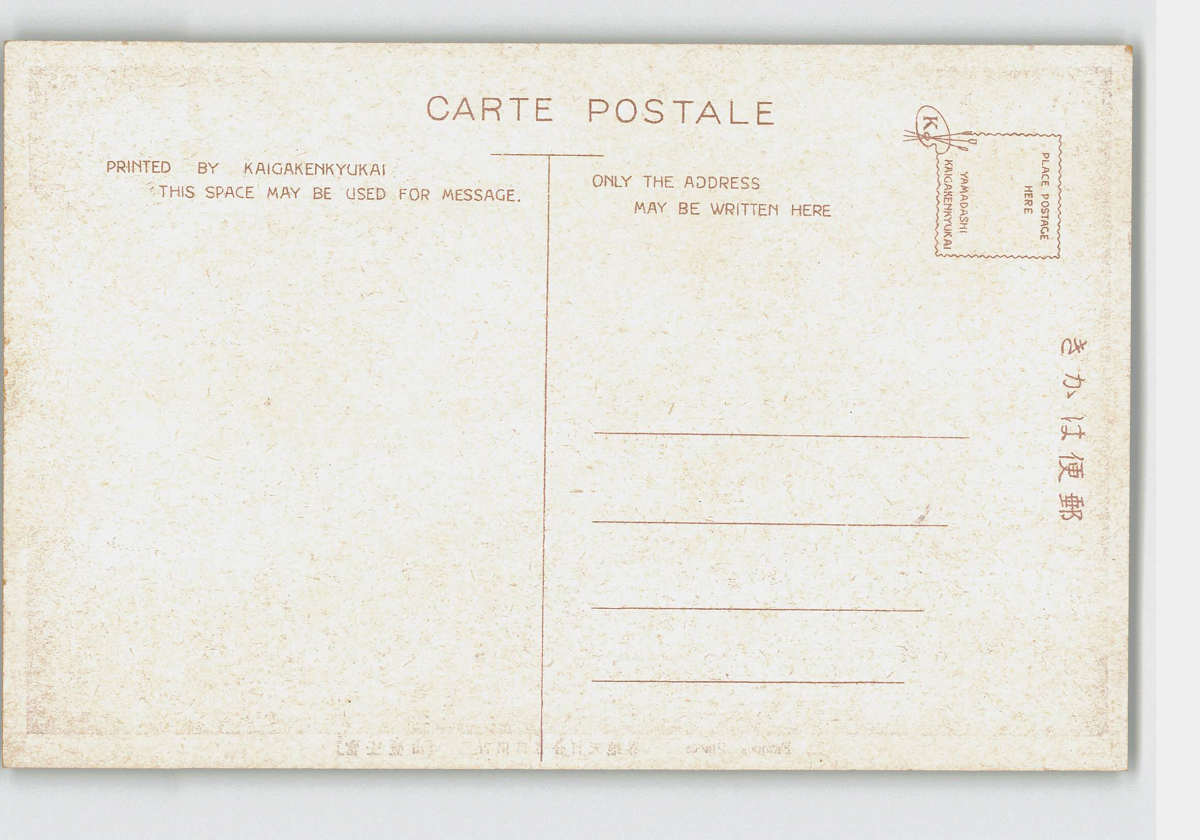 CARTE POSTALE
PRINTED BY KAIGAKENKYUKAI
THIS SPACE MAY BE USED FOR MESSAGE.
ONLY THE ADDRESS
MAY BE WRITTEN HERE
K
PLACE POSTAGE
HERE
YAMADASHI
KAIGAKENKYUKAI
きかは便郵